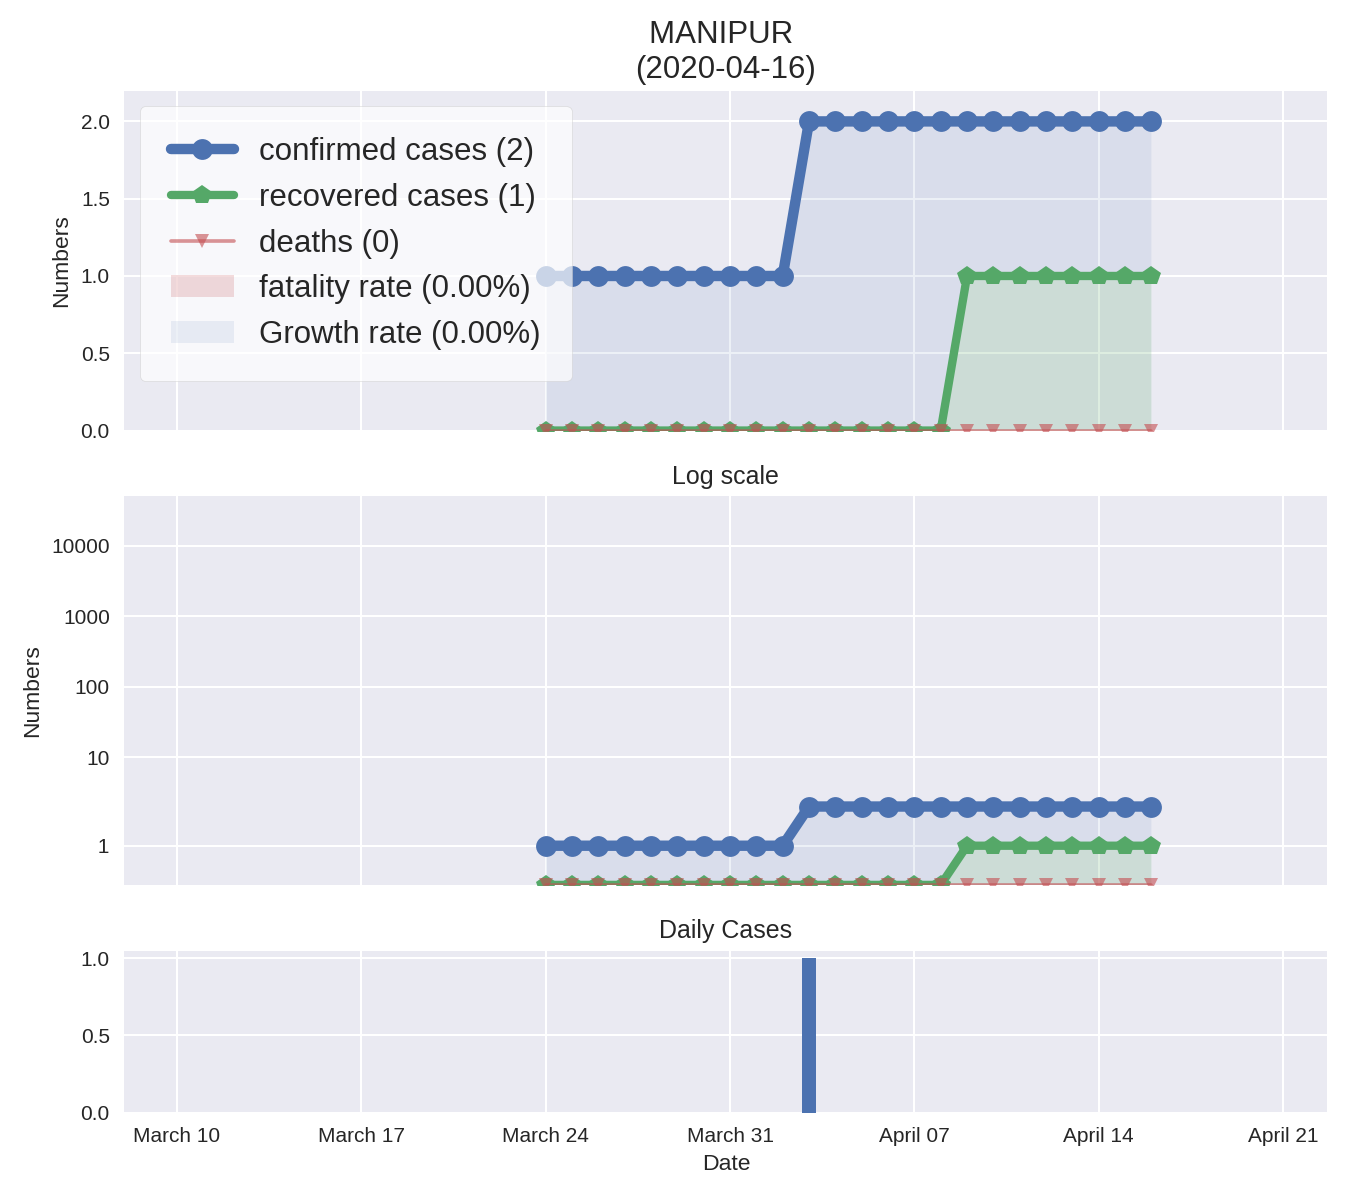 MANIPUR
(2020-04-16)
2.0
1.5
1.0
0.5
0.0
Numbers
confirmed cases (2)
recovered cases (1)
deaths (0)
fatality rate (0.00%)
Growth rate (0.00%)
Log scale
10000
1000
100
10
1
Numbers
Daily Cases
1.0
0.5
0.0
March 10 March 17 March 24 March 31 April 07 April 14 April 21
Date